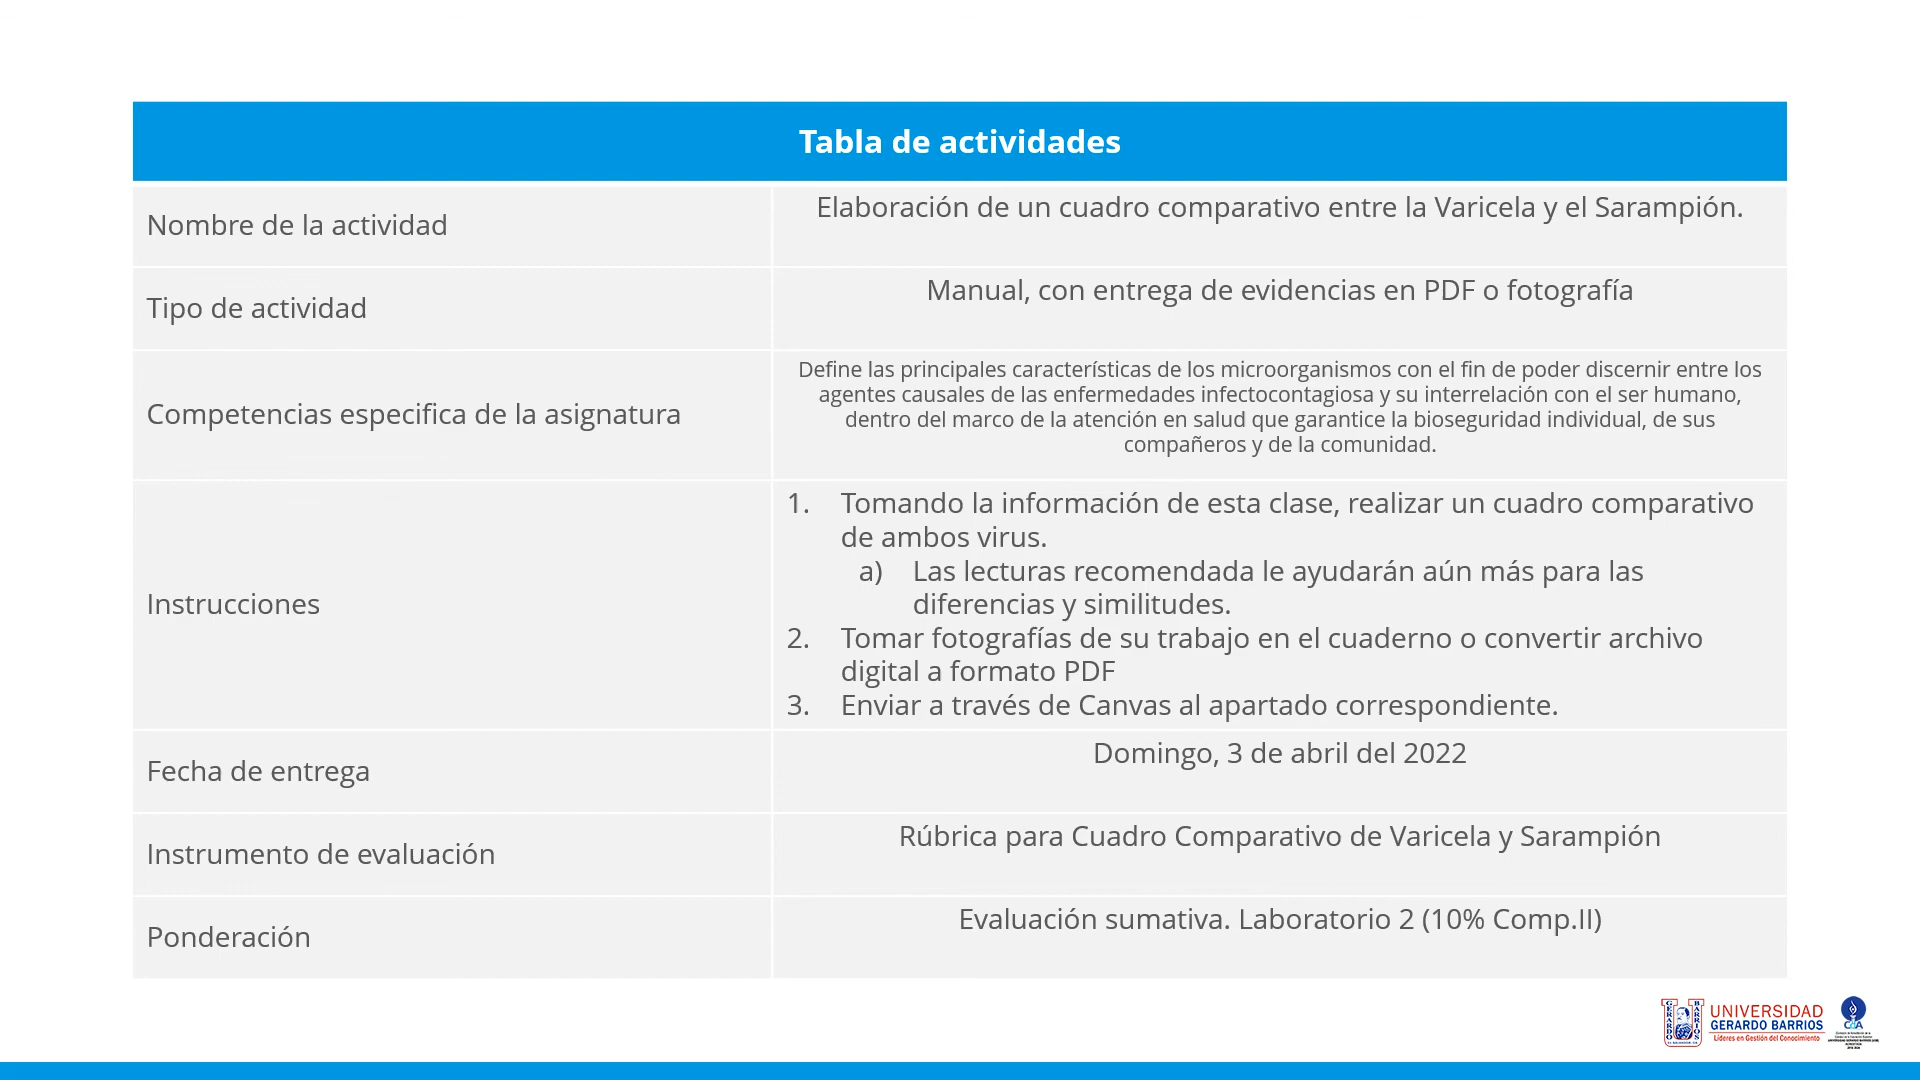 Tabla de actividades
Nombre de la actividad
Elaboración de un cuadro comparativo entre la Varicela y el Sarampión.
Tipo de actividad
Manual, con entrega de evidencias en PDF o fotografía
Competencias especifica de la asignatura
Define las principales características de los microorganismos con el fin de poder discernir entre los
agentes causales de las enfermedades infectocontagiosa y su interrelación con el ser humano,
dentro del marco de la atención en salud que garantice la bioseguridad individual, de sus
compañeros y de la comunidad.
Instrucciones
1. Tomando la información de esta clase, realizar un cuadro comparativo
de ambos virus.
a) Las lecturas recomendada le ayudarán aún más para las
diferencias y similitudes.
2. Tomar fotografías de su trabajo en el cuaderno o convertir archivo
digital a formato PDF
3. Enviar a través de Canvas al apartado correspondiente.
Fecha de entrega
Domingo, 3 de abril del 2022
Instrumento de evaluación
Rúbrica para Cuadro Comparativo de Varicela y Sarampión
Ponderación
Evaluación sumativa. Laboratorio 2 (10% Comp.II)
GERARDO BARRIOS
UNIVERSIDAD
GERARDO BARRIOS
Líderes en Gestión del Conocimiento
CdA